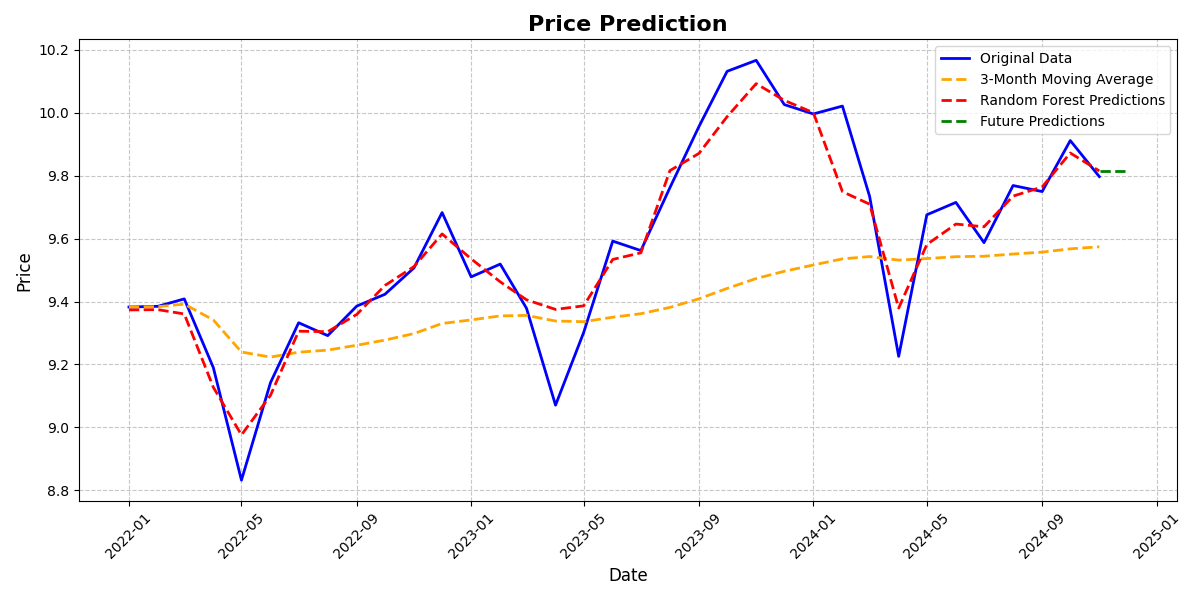 Price Prediction
Original Data
3-Month Moving Average
Random Forest Predictions
Future Predictions
Price
10.2
10.0
9.8
9.6
9.4
9.2
9.0
8.8
2022-01
2022-05
2022-09
2023-01
2023-05
2023-09
2024-01
2024-05
2024-09
2025-01
Date